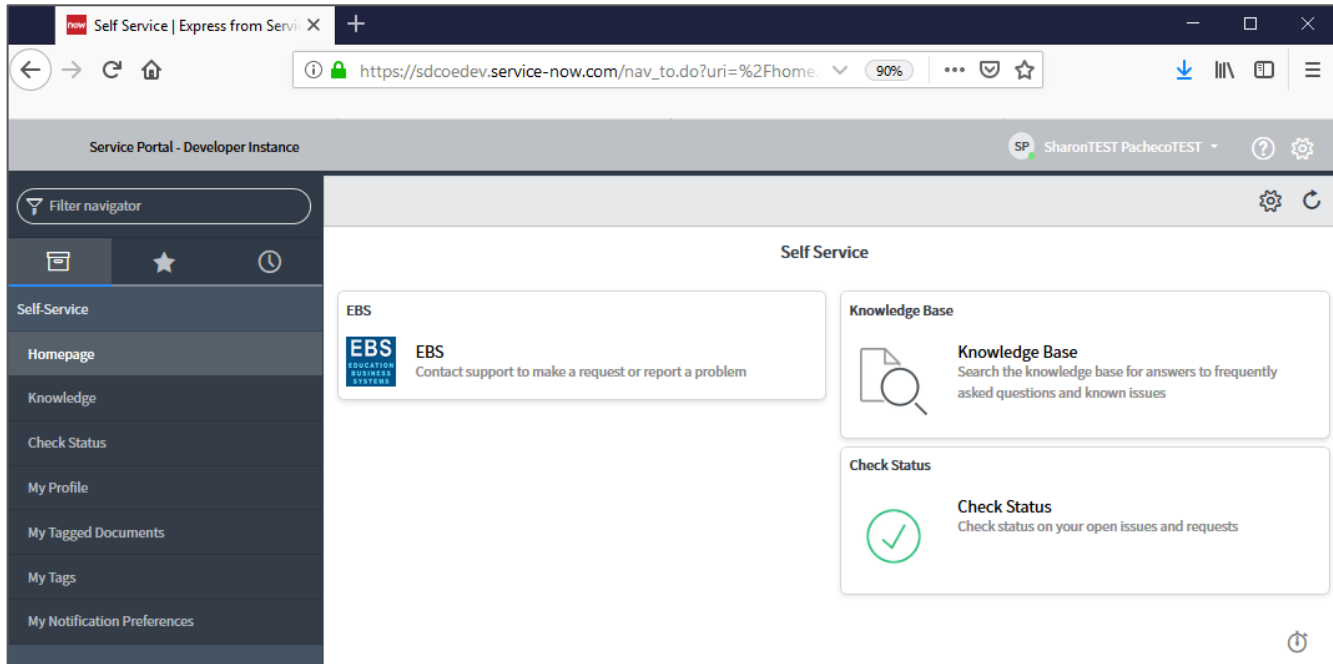 now Self Service | Express from Servi
https://sdcoedev.service-now.com/nav_to.do?uri=%2Fhome. 90%
Service Portal - Developer Instance
SP SharonTEST PachecoTEST
Filter navigator
Self Service
Self-Service
Homepage
Knowledge
Check Status
My Profile
My Tagged Documents
My Tags
My Notification Preferences
EBS
EBS
EDUCATION
BUSINESS
SYSTEMS
EBS
Contact support to make a request or report a problem
Knowledge Base
Knowledge Base
Search the knowledge base for answers to frequently
asked questions and known issues
Check Status
Check Status
Check status on your open issues and requests